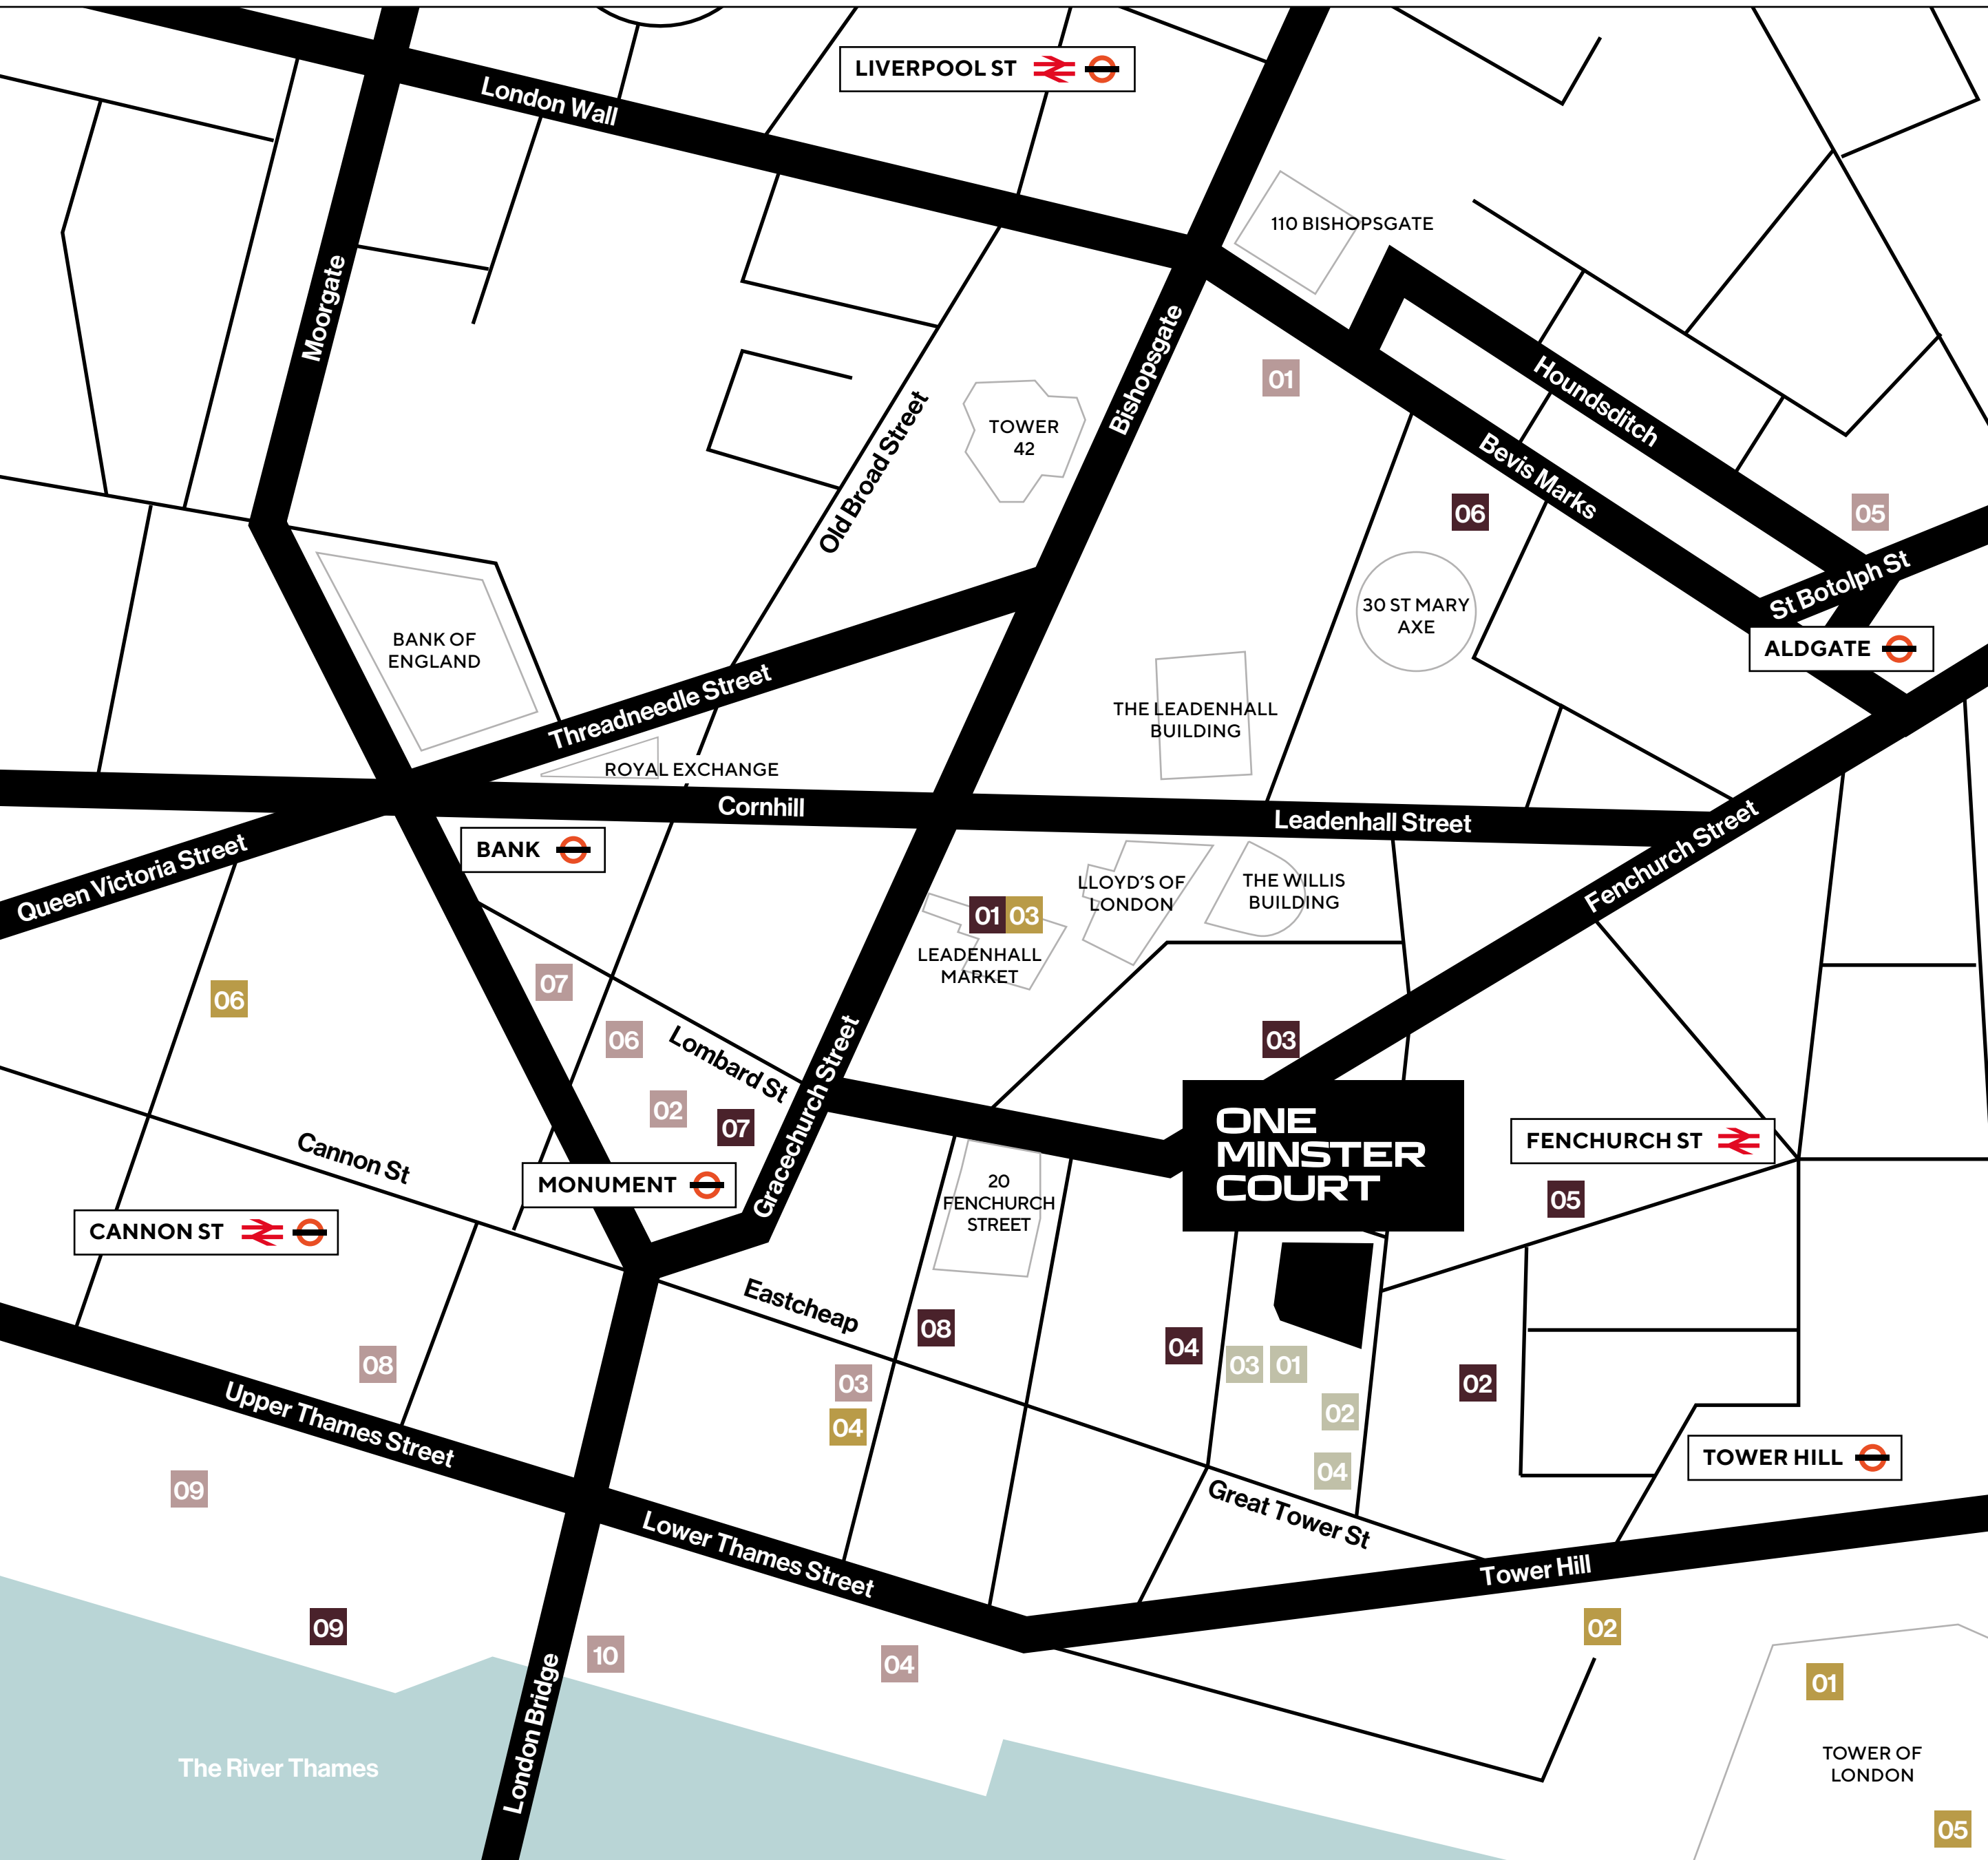 LIVERPOOL ST
London Wall
110 BISHOPSGATE
Moorgate
Bishopsgate
Houndsditch
01
Old Broad Street
TOWER
42
Bevis Marks
06
05
St Botolph St
30 ST MARY
AXE
ALDGATE
BANK OF
ENGLAND
Threadneedle Street
THE LEADENHALL
BUILDING
ROYAL EXCHANGE
Cornhill
Leadenhall Street
Fenchurch Street
BANK
Queen Victoria Street
LLOYD'S OF
LONDON
THE WILLIS
BUILDING
01 03
LEADENHALL
MARKET
07
06
06
03
Lombard St
Gracechurch Street
02
07
ONE
MINSTER
COURT
FENCHURCH ST
Cannon St
MONUMENT
20
FENCHURCH
STREET
05
CANNON ST
Eastcheap
08
04
03 01
08
03
02
02
04
Upper Thames Street
TOWER HILL
04
09
Great Tower St
Lower Thames Street
Tower Hill
09
02
10
04
01
London Bridge
The River Thames
TOWER OF
LONDON
05